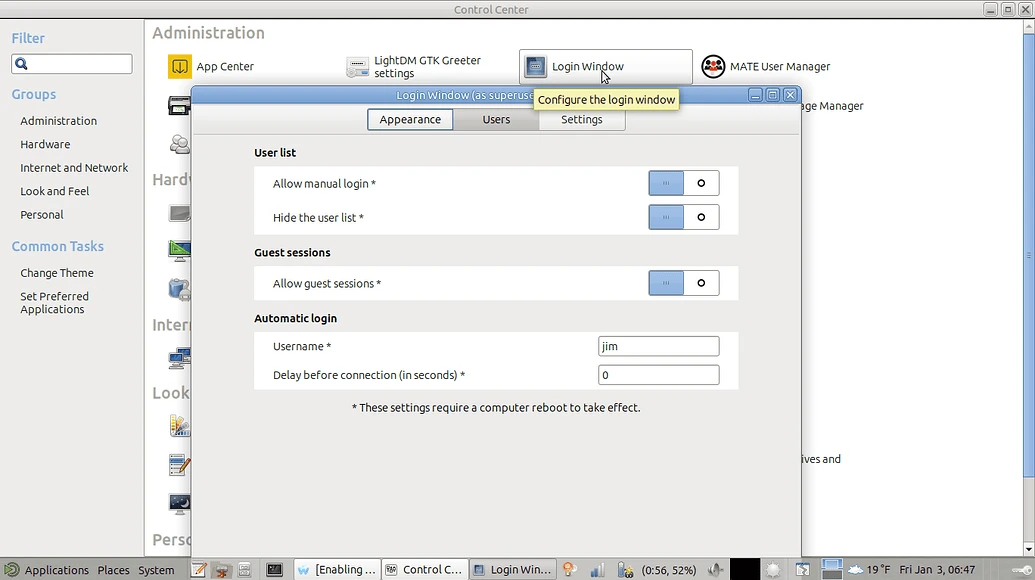 Control Center
Filter
Groups
Administration
Hardware
Internet and Network
Look and Feel
Personal
Common Tasks
Change Theme
Set Preferred
Applications
Administration
App Center
LightDM GTK Greeter
settings
Login Window
MATE User Manager
age Manager
Hardw
Inter
Look
ives and
Perso
Login Window (as superuse
Configure the login window
Appearance
Users
Settings
User list
Allow manual login *
Hide the user list *
Guest sessions
Allow guest sessions *
Automatic login
Username *
jim
Delay before connection (in seconds) *
0
* These settings require a computer reboot to take effect.
Applications Places System
[Enabling ...
Control C...
Login Win...
(0:56, 52%)
19 °F
Fri Jan 3, 06:47